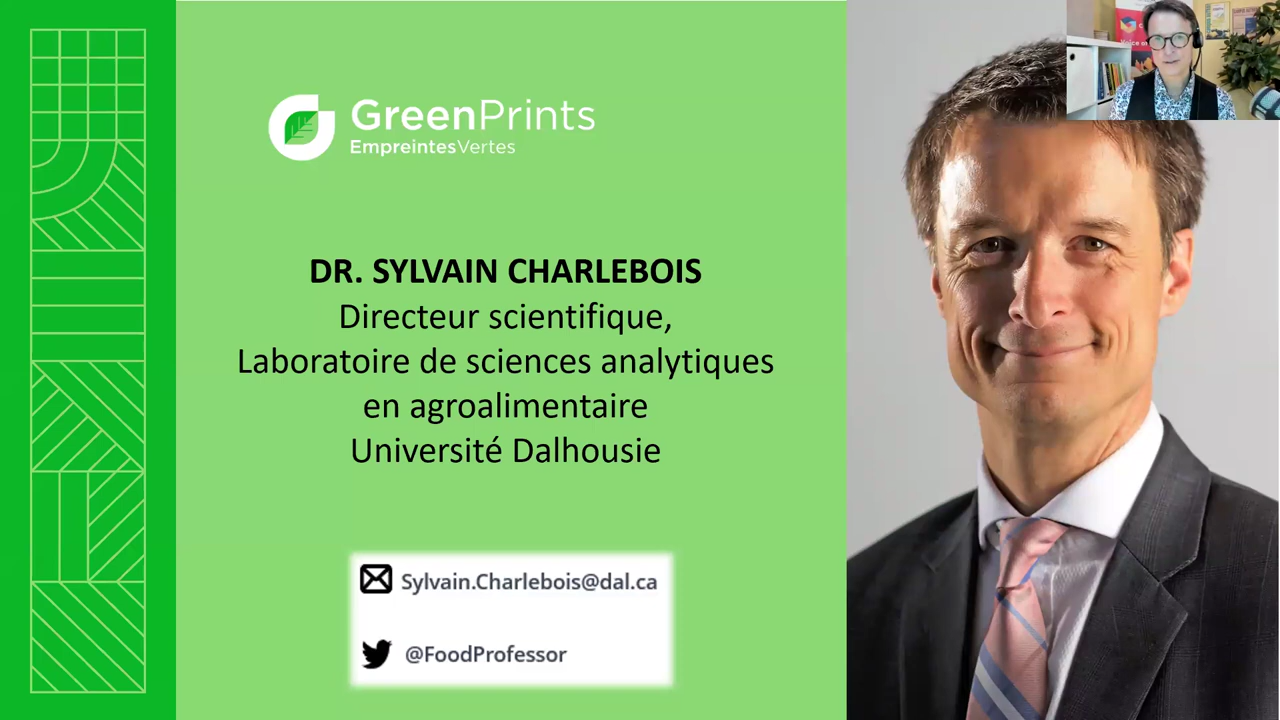 GreenPrints
EmpreintesVertes
DR. SYLVAIN CHARLEBOIS
Directeur scientifique,
Laboratoire de sciences analytiques
en agroalimentaire
Université Dalhousie
Sylvain.Charlebois@dal.ca
@FoodProfessor